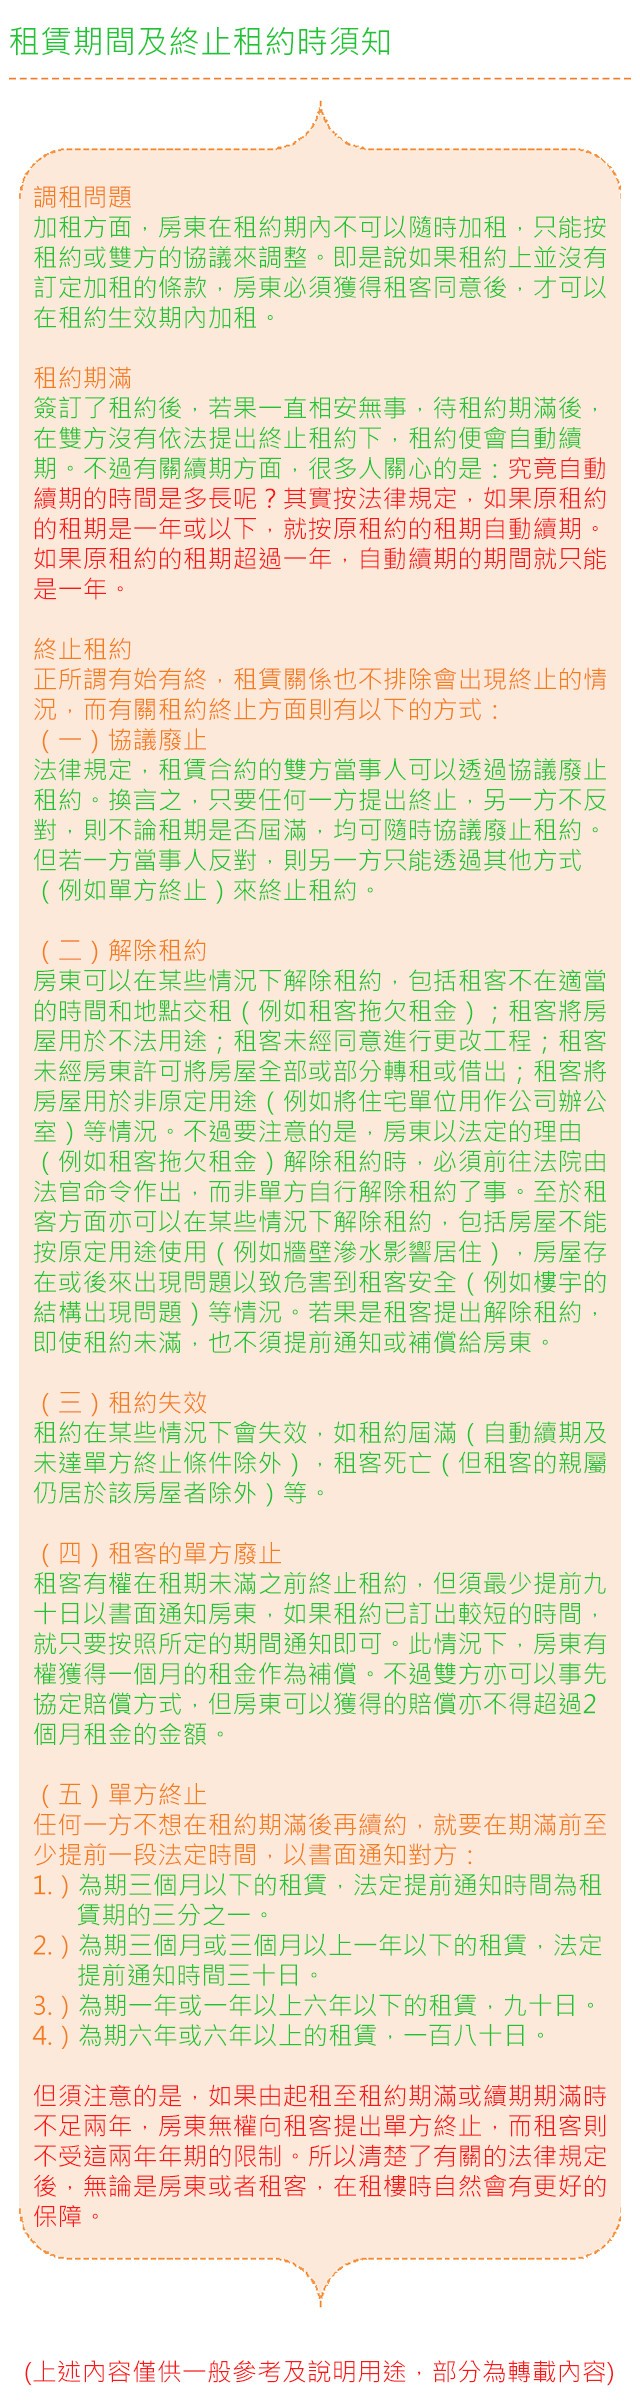 租賃期間及終止租約時須知
調租問題
加租方面，房東在租約期內不可以隨時加租，只能按
租約或雙方的協議來調整。即是說如果租約上並沒有
訂定加租的條款，房東必須獲得租客同意後，才可以
在租約生效期內加租。
租約期滿
簽訂了租約後，若果一直相安無事，待租約期滿後，
在雙方沒有依法提出終止租約下，租約便會自動續
期。不過有關續期方面，很多人關心的是：究竟自動
續期的時間是多長呢？其實按法律規定，如果原租約
的租期是一年或以下，就按原租約的租期自動續期。
如果原租約的租期超過一年，自動續期的期間就只能
是一年。
終止租約
正所謂有始有終，租賃關係也不排除會出現終止的情
況，而有關租約終止方面則有以下的方式：
（一）協議廢止
法律規定，租賃合約的雙方當事人可以透過協議廢止
租約。換言之，只要任何一方提出終止，另一方不反
對，則不論租期是否屆滿，均可隨時協議廢止租約。
但若一方當事人反對，則另一方只能透過其他方式
（例如單方終止）來終止租約。
（二）解除租約
房東可以在某些情況下解除租約，包括租客不在適當
的時間和地點交租（例如租客拖欠租金）；租客將房
屋用於不法用途；租客未經同意進行更改工程；租客
未經房東許可將房屋全部或部分轉租或借出；租客將
房屋用於非原定用途（例如將住宅單位用作公司辦公
室）等情況。不過要注意的是，房東以法定的理由
（例如租客拖欠租金）解除租約時，必須前往法院由
法官命令作出，而非單方自行解除租約了事。至於租
客方面亦可以在某些情況下解除租約，包括房屋不能
按原定用途使用（例如牆壁滲水影響居住），房屋存
在或後來出現問題以致危害到租客安全（例如樓宇的
結構出現問題）等情況。若果是租客提出解除租約，
即使租約未滿，也不須提前通知或補償給房東。
（三）租約失效
租約在某些情況下會失效，如租約屆滿（自動續期及
未達單方終止條件除外），租客死亡（但租客的親屬
仍居於該房屋者除外）等。
（四）租客的單方廢止
租客有權在租期未滿之前終止租約，但須最少提前九
十日以書面通知房東，如果租約已訂出較短的時間，
就只要按照所定的期間通知即可。此情況下，房東有
權獲得一個月的租金作為補償。不過雙方亦可以事先
協定賠償方式，但房東可以獲得的賠償亦不得超過2
個月租金的金額。
（五）單方終止
任何一方不想在租約期滿後再續約，就要在期滿前至
少提前一段法定時間，以書面通知對方：
1.）為期三個月以下的租賃，法定提前通知時間為租
賃期的三分之一。
2.）為期三個月或三個月以上一年以下的租賃，法定
提前通知時間三十日。
3.）為期一年或一年以上六年以下的租賃，九十日。
4.）為期六年或六年以上的租賃，一百八十日。
但須注意的是，如果由起租至租約期滿或續期期滿時
不足兩年，房東無權向租客提出單方終止，而租客則
不受這兩年年期的限制。所以清楚了有關的法律規定
後，無論是房東或者租客，在租樓時自然會有更好的
保障。
(上述內容僅供一般參考及說明用途，部分為轉載內容)